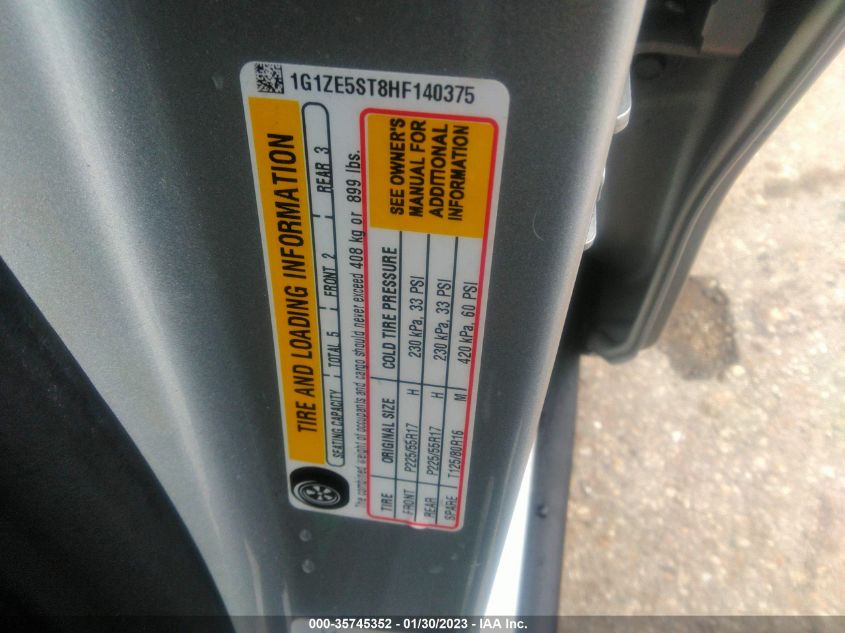 1G1ZE5ST8HF140375
TIRE AND LOADING INFORMATION
SEATING CAPACITY TOTAL 5 FRONT 2 REAR 3
The combined weight of occupants and cargo should never exceed 408 kg or 899 lbs.
TIRE ORIGINAL SIZE COLD TIRE PRESSURE
FRONT P225/55R17 H 230 kPa, 33 PSI
REAR P225/55R17 H 230 kPa, 33 PSI
SPARE T125/80R16 M 420 kPa, 60 PSI
SEE OWNER'S
MANUAL FOR
ADDITIONAL
INFORMATION
000-35745352 / 01/30/2023 - IAA Inc.